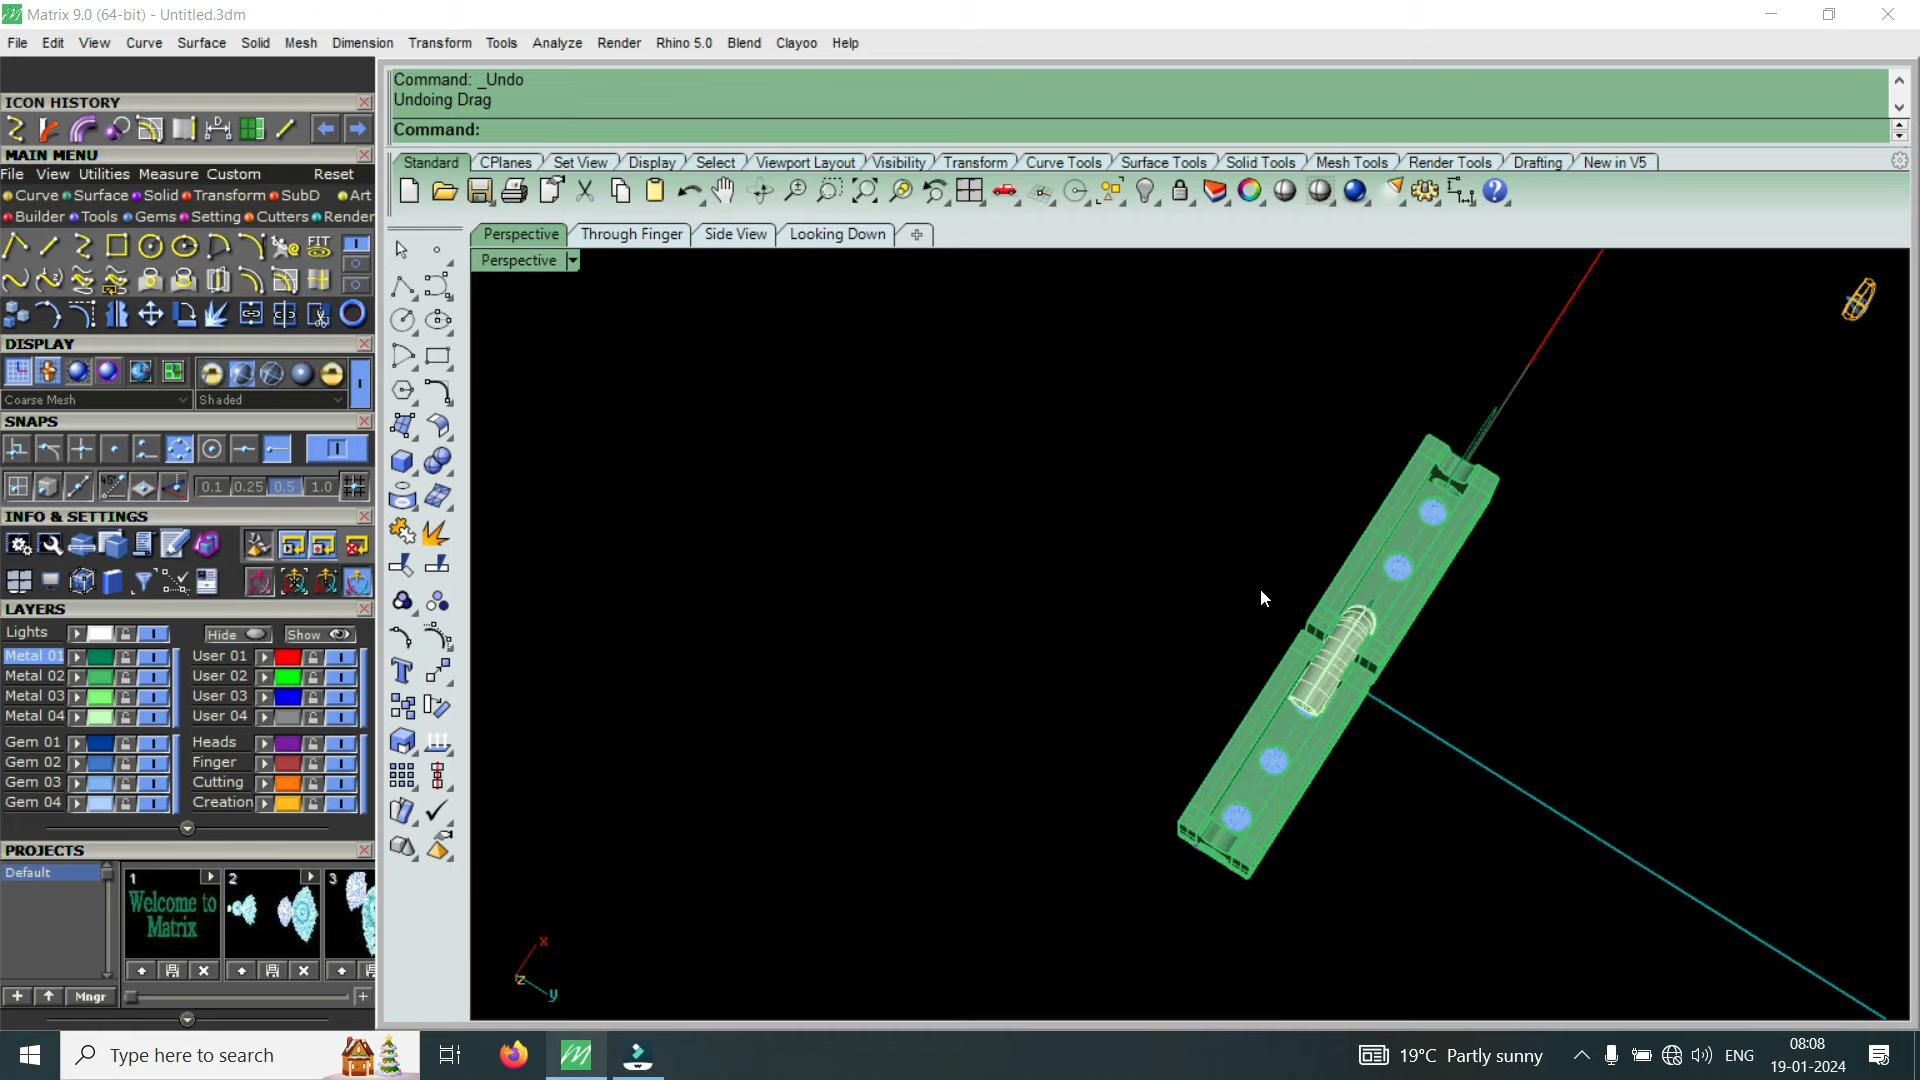 Matrix 9.0 (64-bit) - Untitled.3dm
File Edit View Curve Surface Solid Mesh Dimension Transform Tools Analyze Render Rhino 5.0 Blend Clayoo Help
Command: _Undo
Undoing Drag
Command:
ICON HISTORY
MAIN MENU
File View Utilities Measure Custom Reset
Curve Surface Solid Transform SubD Art
Builder Tools Gems Setting Cutters Render
FIT
DISPLAY
Coarse Mesh Shaded
SNAPS
0.1 0.25 0.5 1.0
INFO & SETTINGS
LAYERS
Lights Hide Show
Metal 01 User 01
Metal 02 User 02
Metal 03 User 03
Metal 04 User 04
Gem 01 Heads
Gem 02 Finger
Gem 03 Cutting
Gem 04 Creation
PROJECTS
Default
1 2 3
Welcome to
Matrix
Mngr
Standard CPlanes Set View Display Select Viewport Layout Visibility Transform Curve Tools Surface Tools Solid Tools Mesh Tools Render Tools Drafting New in V5
Perspective Through Finger Side View Looking Down
Perspective
x
z
y
Type here to search
19°C Partly sunny
ENG
08:08
19-01-2024